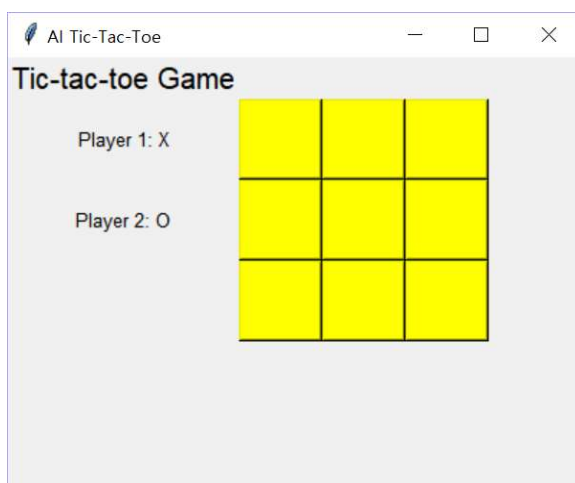 AI Tic-Tac-Toe
Tic-tac-toe Game
Player 1: X
Player 2: O